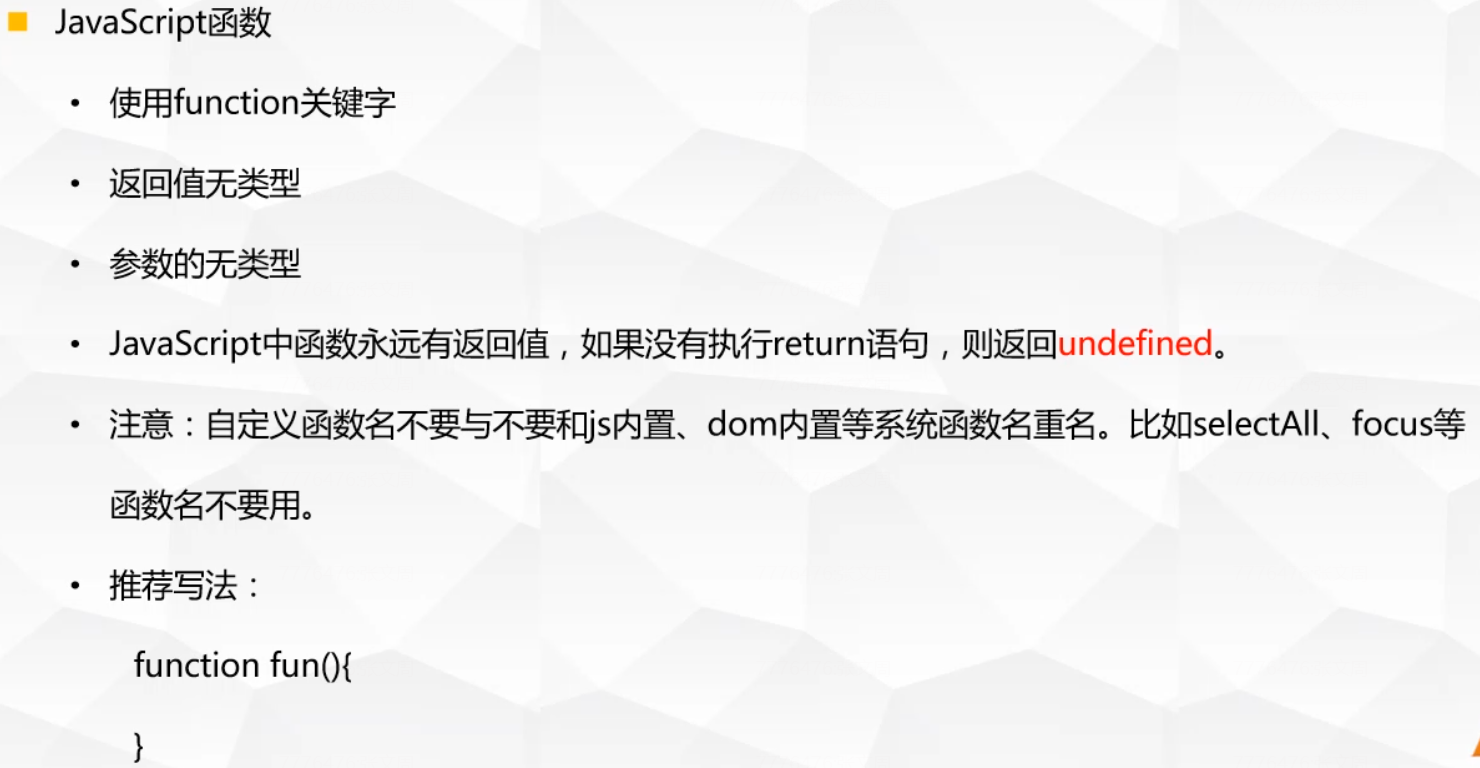 JavaScript函数
• 使用function关键字
• 返回值无类型
• 参数的无类型
• JavaScript中函数永远有返回值，如果没有执行return语句，则返回undefined。
• 注意：自定义函数名不要与不要和js内置、dom内置等系统函数名重名。比如selectAll、focus等
函数名不要用。
• 推荐写法：
function fun(){
}